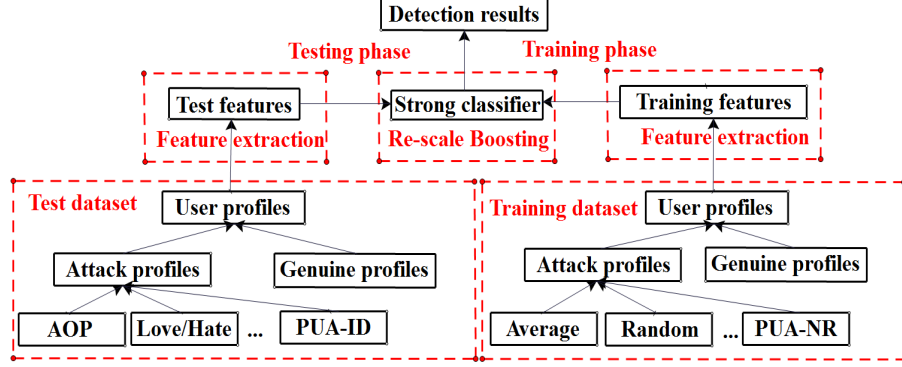 Detection results
Testing phase
Training phase
Test features
Strong classifier
Training features
Feature extraction
Re-scale Boosting
Feature extraction
Test dataset
User profiles
Training dataset
User profiles
Attack profiles
Genuine profiles
Attack profiles
Genuine profiles
AOP
Love/Hate
...
PUA-ID
Average
Random
...
PUA-NR